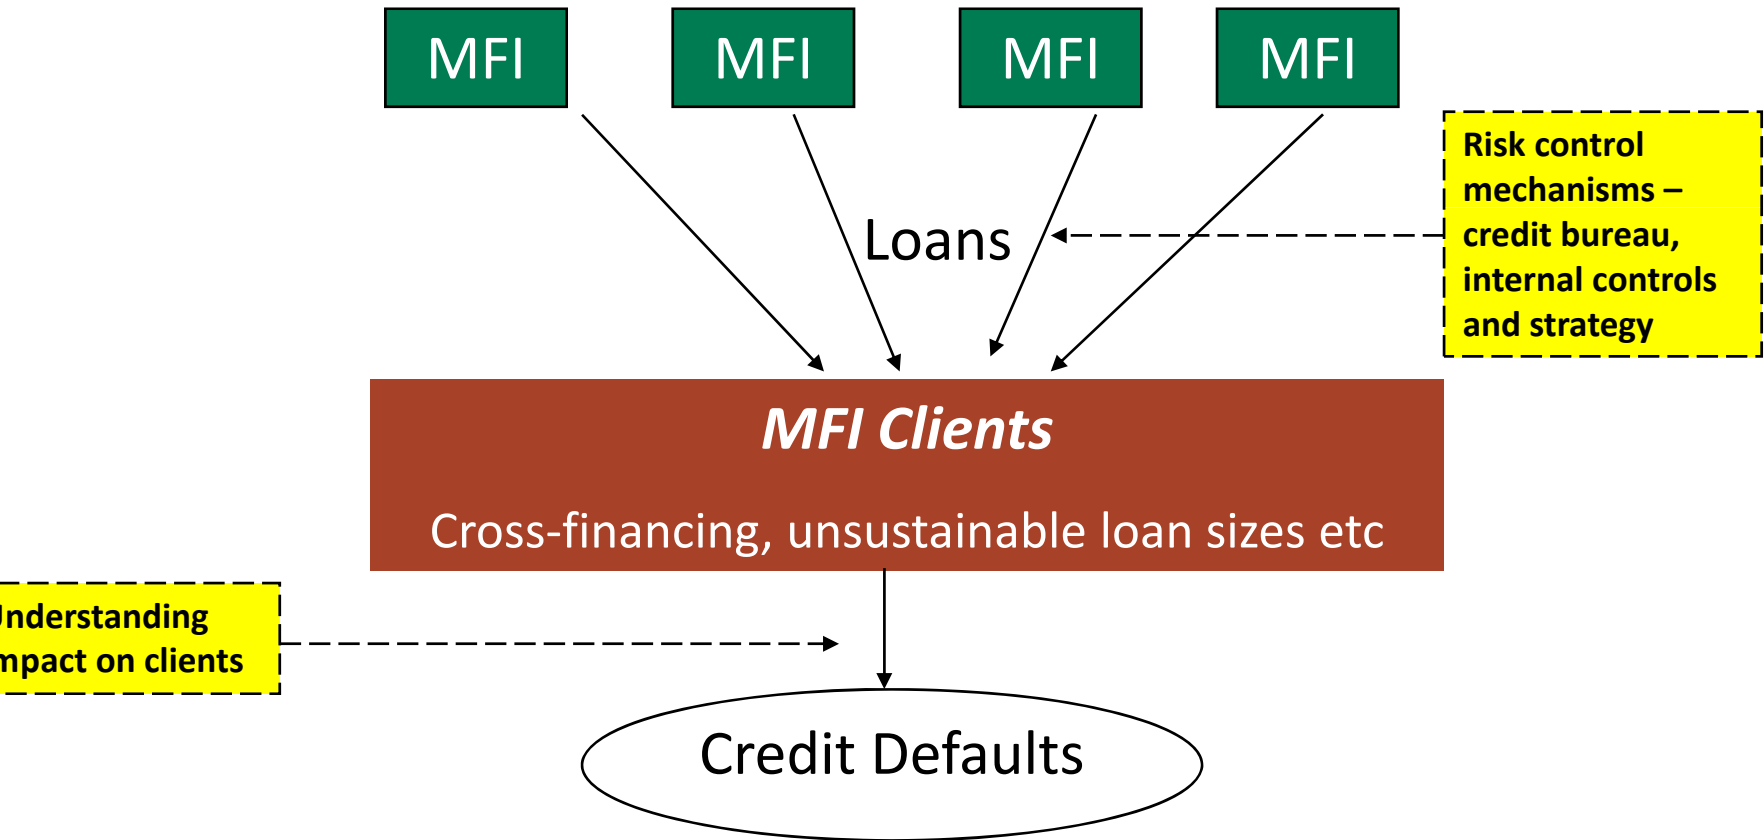 MFI MFI MFI MFI
Risk control
mechanisms –
credit bureau,
internal controls
and strategy
Loans
MFI Clients
Cross-financing, unsustainable loan sizes etc
nderstanding
mpact on clients
Credit Defaults